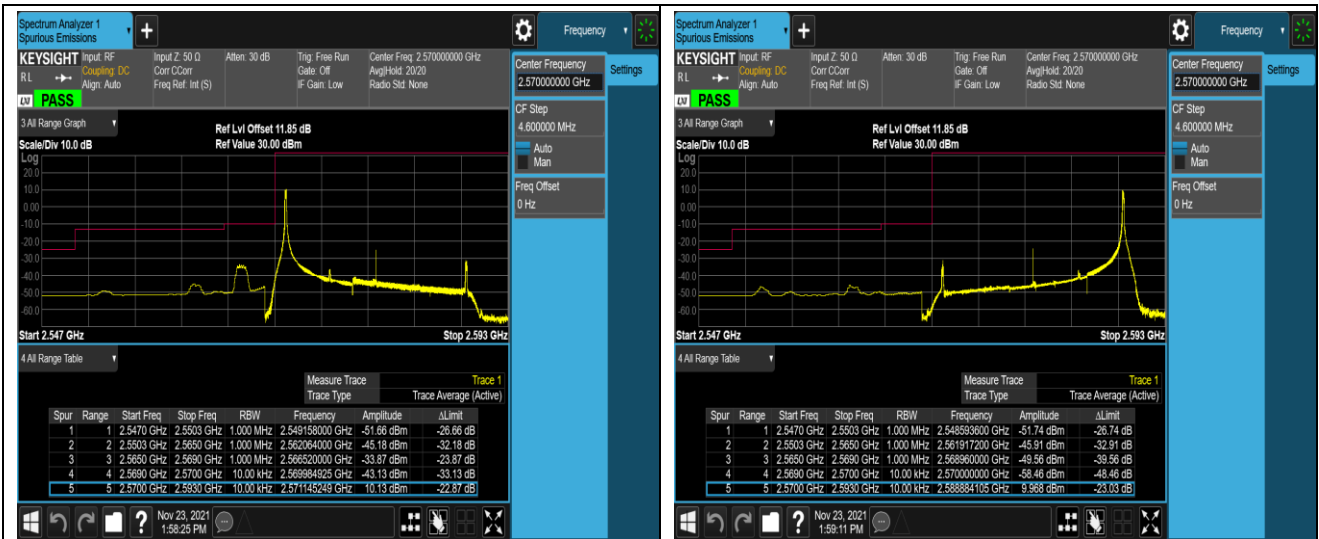 Spectrum Analyzer 1
Spurious Emissions
Frequency
KEYSIGHT Input: RF Input Z: 50 Ω Atten: 30 dB Trig: Free Run Center Freq: 2.570000000 GHz
RL Coupling: DC Corr CCorr Gate: Off Avg|Hold: 20/20
Align: Auto Freq Ref: Int (S) IF Gain: Low Radio Std: None
LXI PASS
Center Frequency
2.570000000 GHz
Settings
CF Step
4.600000 MHz
Auto
Man
Freq Offset
0 Hz
3 All Range Graph
Ref Lvl Offset 11.85 dB
Scale/Div 10.0 dB Ref Value 30.00 dBm
Log
20.0
10.0
0.00
-10.0
-20.0
-30.0
-40.0
-50.0
-60.0
Start 2.547 GHz Stop 2.593 GHz
4 All Range Table
Measure Trace Trace 1
Trace Type Trace Average (Active)
Spur Range Start Freq Stop Freq RBW Frequency Amplitude ΔLimit
1 1 2.5470 GHz 2.5503 GHz 1.000 MHz 2.549158000 GHz -51.66 dBm -26.66 dB
2 2 2.5503 GHz 2.5650 GHz 1.000 MHz 2.562064000 GHz -45.18 dBm -32.18 dB
3 3 2.5650 GHz 2.5690 GHz 1.000 MHz 2.566520000 GHz -33.87 dBm -23.87 dB
4 4 2.5690 GHz 2.5700 GHz 10.00 kHz 2.569984925 GHz -43.13 dBm -33.13 dB
5 5 2.5700 GHz 2.5930 GHz 10.00 kHz 2.571145249 GHz 10.13 dBm -22.87 dB
Nov 23, 2021
1:58:25 PM
Spectrum Analyzer 1
Spurious Emissions
Frequency
KEYSIGHT Input: RF Input Z: 50 Ω Atten: 30 dB Trig: Free Run Center Freq: 2.570000000 GHz
RL Coupling: DC Corr CCorr Gate: Off Avg|Hold: 20/20
Align: Auto Freq Ref: Int (S) IF Gain: Low Radio Std: None
LXI PASS
Center Frequency
2.570000000 GHz
Settings
CF Step
4.600000 MHz
Auto
Man
Freq Offset
0 Hz
3 All Range Graph
Ref Lvl Offset 11.85 dB
Scale/Div 10.0 dB Ref Value 30.00 dBm
Log
20.0
10.0
0.00
-10.0
-20.0
-30.0
-40.0
-50.0
-60.0
Start 2.547 GHz Stop 2.593 GHz
4 All Range Table
Measure Trace Trace 1
Trace Type Trace Average (Active)
Spur Range Start Freq Stop Freq RBW Frequency Amplitude ΔLimit
1 1 2.5470 GHz 2.5503 GHz 1.000 MHz 2.548593600 GHz -51.74 dBm -26.74 dB
2 2 2.5503 GHz 2.5650 GHz 1.000 MHz 2.561917200 GHz -45.91 dBm -32.91 dB
3 3 2.5650 GHz 2.5690 GHz 1.000 MHz 2.568960000 GHz -49.56 dBm -39.56 dB
4 4 2.5690 GHz 2.5700 GHz 10.00 kHz 2.570000000 GHz -58.46 dBm -48.46 dB
5 5 2.5700 GHz 2.5930 GHz 10.00 kHz 2.588884105 GHz 9.968 dBm -23.03 dB
Nov 23, 2021
1:59:11 PM